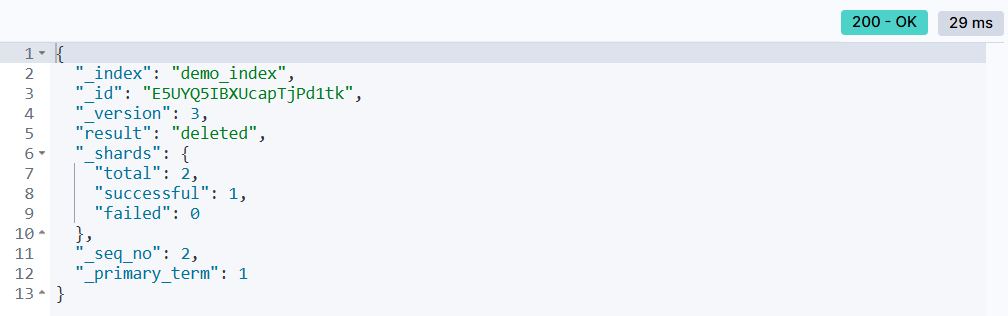 200 - OK 29 ms
1 {
2 "_index": "demo_index",
3 "_id": "E5UYQ5IBXUcapTjPd1tk",
4 "_version": 3,
5 "result": "deleted",
6 "_shards": {
7 "total": 2,
8 "successful": 1,
9 "failed": 0
10 },
11 "_seq_no": 2,
12 "_primary_term": 1
13 }